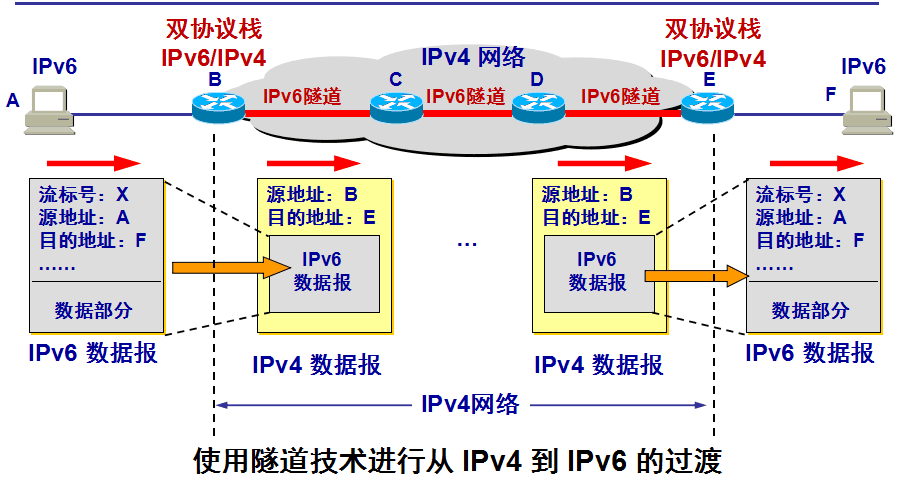 双协议栈
IPv6/IPv4
双协议栈
IPv6/IPv4
IPv6
B
C
IPv4 网络
D
E
IPv6
A
IPv6隧道
IPv6隧道
IPv6隧道
F
流标号：X
源地址：A
目的地址：F
……
数据部分
IPv6 数据报
源地址：B
目的地址：E
IPv6
数据报
IPv4 数据报
…
源地址：B
目的地址：E
IPv6
数据报
IPv4 数据报
流标号：X
源地址：A
目的地址：F
……
数据部分
IPv6 数据报
IPv4网络
使用隧道技术进行从 IPv4 到 IPv6 的过渡